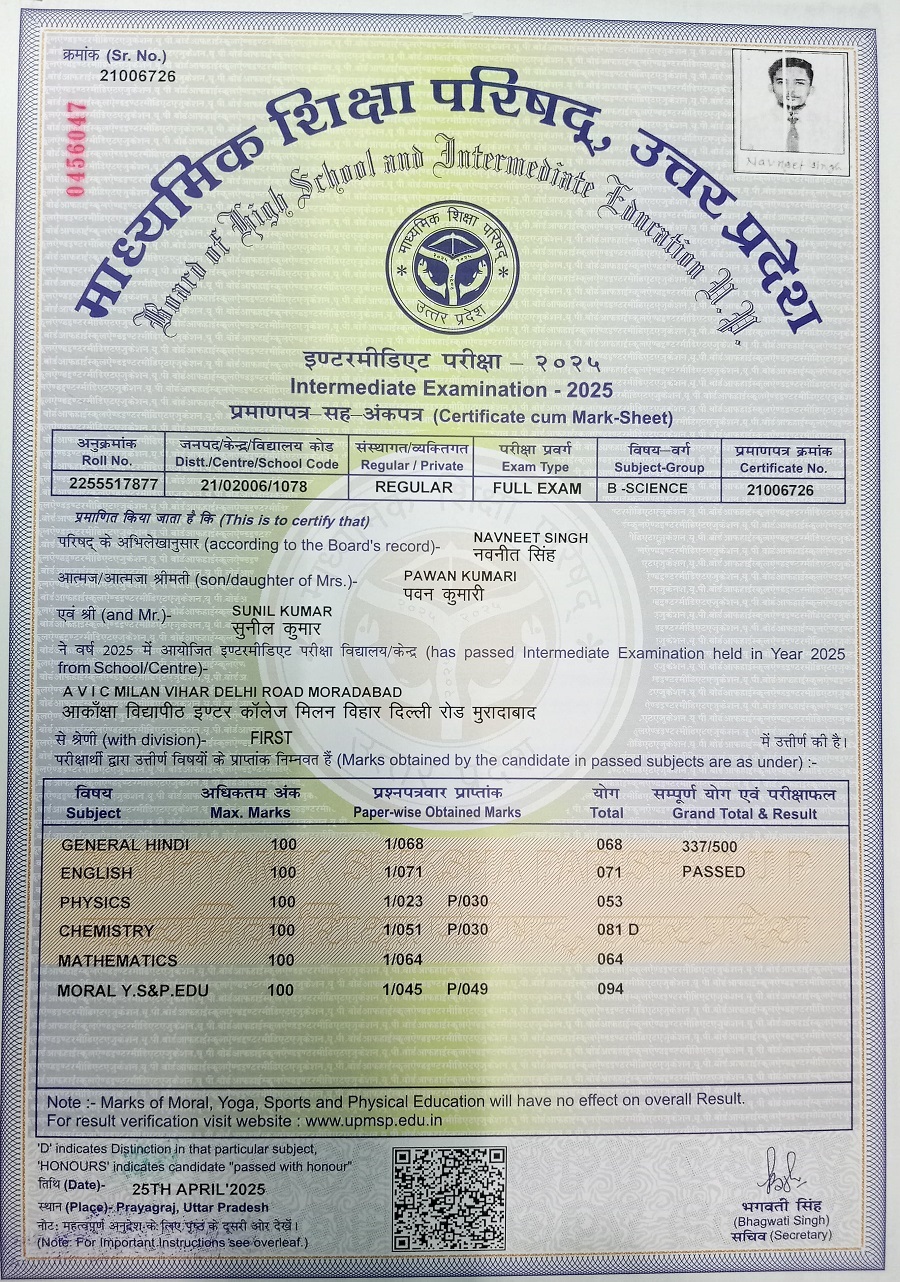 क्रमांक (Sr. No.)
21006726
0456047
Navneet Singh
माध्यमिक शिक्षा परिषद्, उत्तर प्रदेश
Board of High School and Intermediate Education U.P.
माध्यमिक शिक्षा परिषद्
उत्तर प्रदेश
इण्टरमीडिएट परीक्षा – २०२५
Intermediate Examination - 2025
प्रमाणपत्र–सह–अंकपत्र (Certificate cum Mark-Sheet)
अनुक्रमांक जनपद/केन्द्र/विद्यालय कोड संस्थागत/व्यक्तिगत परीक्षा प्रवर्ग विषय–वर्ग प्रमाणपत्र क्रमांक
Roll No. Distt./Centre/School Code Regular / Private Exam Type Subject-Group Certificate No.
2255517877 21/02006/1078 REGULAR FULL EXAM B -SCIENCE 21006726
प्रमाणित किया जाता है कि (This is to certify that)
परिषद् के अभिलेखानुसार (according to the Board's record)- NAVNEET SINGH
नवनीत सिंह
आत्मज/आत्मजा श्रीमती (son/daughter of Mrs.)- PAWAN KUMARI
पवन कुमारी
एवं श्री (and Mr.)- SUNIL KUMAR
सुनील कुमार
ने वर्ष 2025 में आयोजित इण्टरमीडिएट परीक्षा विद्यालय/केन्द्र (has passed Intermediate Examination held in Year 2025
from School/Centre)-
A V I C MILAN VIHAR DELHI ROAD MORADABAD
आकाँक्षा विद्यापीठ इण्टर कॉलेज मिलन विहार दिल्ली रोड मुरादाबाद
से श्रेणी (with division)- FIRST में उत्तीर्ण की है।
परीक्षार्थी द्वारा उत्तीर्ण विषयों के प्राप्तांक निम्नवत हैं (Marks obtained by the candidate in passed subjects are as under) :-
विषय अधिकतम अंक प्रश्नपत्रवार प्राप्तांक योग सम्पूर्ण योग एवं परीक्षाफल
Subject Max. Marks Paper-wise Obtained Marks Total Grand Total & Result
GENERAL HINDI 100 1/068 068 337/500
ENGLISH 100 1/071 071 PASSED
PHYSICS 100 1/023 P/030 053
CHEMISTRY 100 1/051 P/030 081 D
MATHEMATICS 100 1/064 064
MORAL Y.S&P.EDU 100 1/045 P/049 094
Note :- Marks of Moral, Yoga, Sports and Physical Education will have no effect on overall Result.
For result verification visit website : www.upmsp.edu.in
'D' indicates Distinction in that particular subject,
'HONOURS' indicates candidate "passed with honour"
तिथि (Date)- 25TH APRIL'2025
स्थान (Place)- Prayagraj, Uttar Pradesh
नोट: महत्वपूर्ण अनुदेश के लिए पृष्ठ के दूसरी ओर देखें।
(Note: For Important Instructions see overleaf.)
भगवती सिंह
(Bhagwati Singh)
सचिव (Secretary)